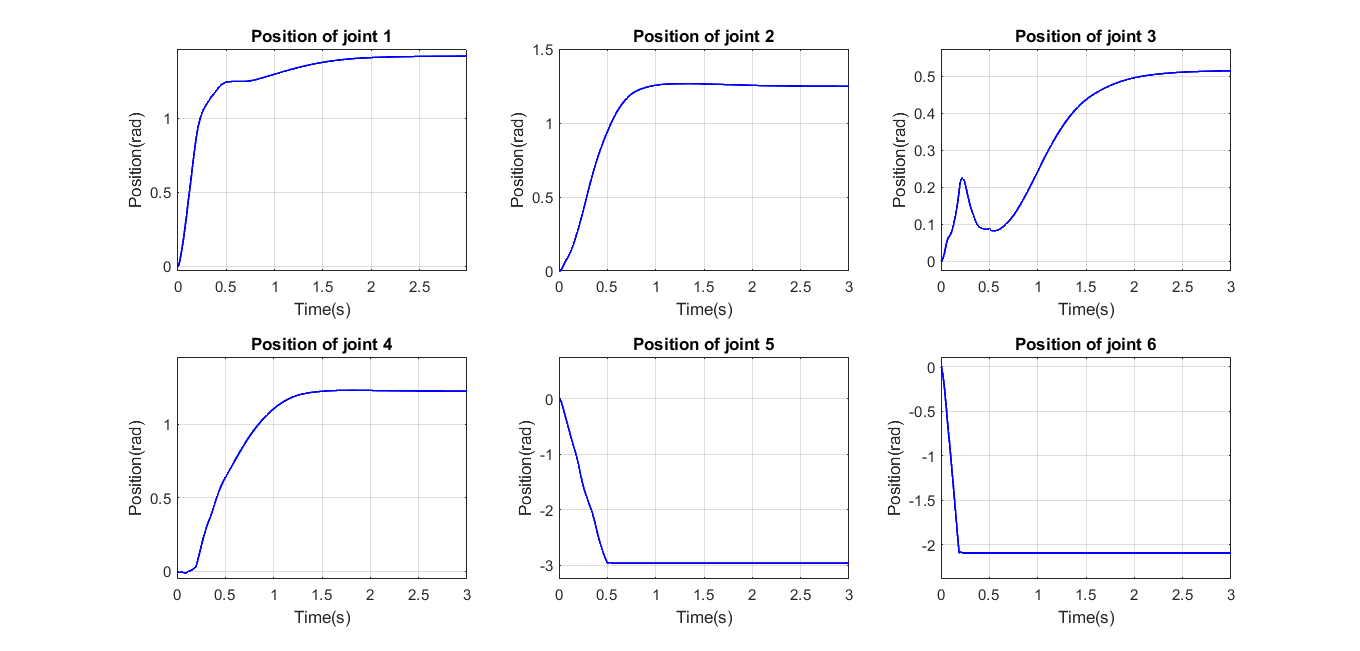 Position of joint 1
Position(rad)
1
0.5
0
0 0.5 1 1.5 2 2.5
Time(s)
Position of joint 2
Position(rad)
1.5
1
0.5
0
0 0.5 1 1.5 2 2.5 3
Time(s)
Position of joint 3
Position(rad)
0.5
0.4
0.3
0.2
0.1
0
0 0.5 1 1.5 2 2.5 3
Time(s)
Position of joint 4
Position(rad)
1
0.5
0
0 0.5 1 1.5 2 2.5 3
Time(s)
Position of joint 5
Position(rad)
0
-1
-2
-3
0 0.5 1 1.5 2 2.5 3
Time(s)
Position of joint 6
Position(rad)
0
-0.5
-1
-1.5
-2
0 0.5 1 1.5 2 2.5 3
Time(s)